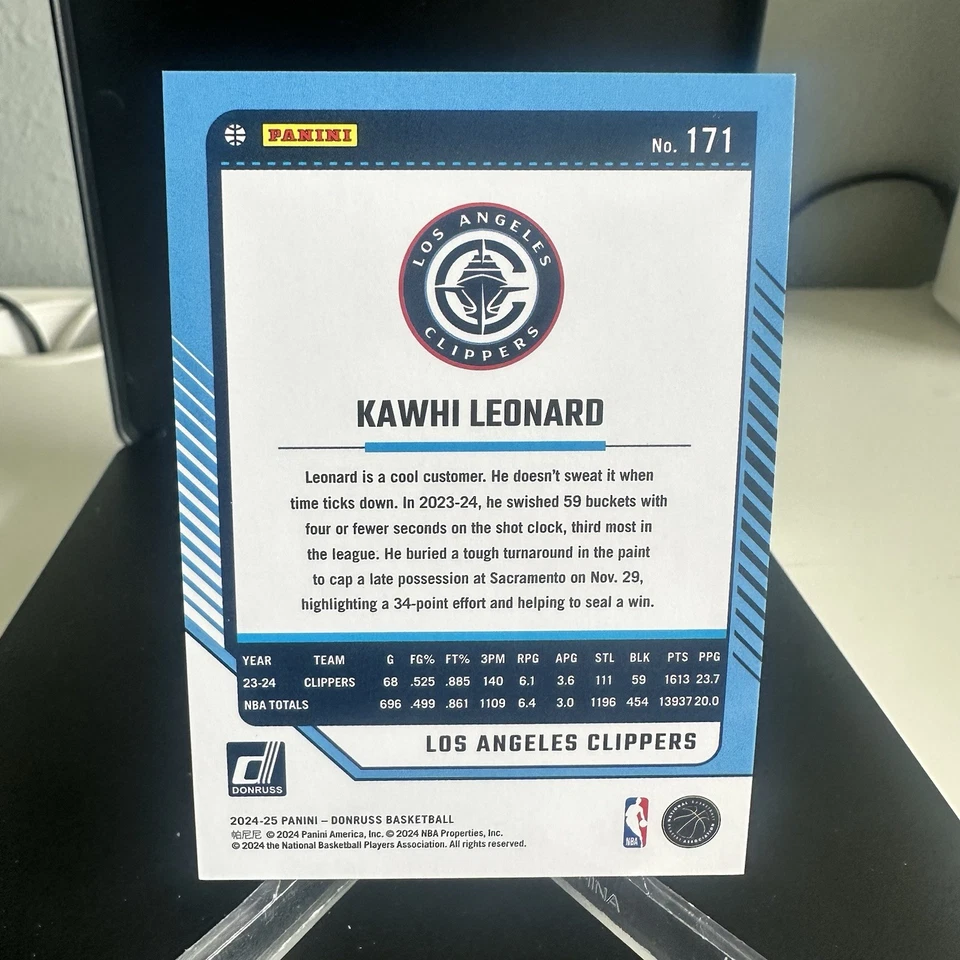 PANINI
No. 171
LOS ANGELES
CLIPPERS
KAWHI LEONARD
Leonard is a cool customer. He doesn't sweat it when
time ticks down. In 2023-24, he swished 59 buckets with
four or fewer seconds on the shot clock, third most in
the league. He buried a tough turnaround in the paint
to cap a late possession at Sacramento on Nov. 29,
highlighting a 34-point effort and helping to seal a win.
YEAR TEAM G FG% FT% 3PM RPG APG STL BLK PTS PPG
23-24 CLIPPERS 68 .525 .885 140 6.1 3.6 111 59 1613 23.7
NBA TOTALS 696 .499 .861 1109 6.4 3.0 1196 454 13937 20.0
LOS ANGELES CLIPPERS
d
DONRUSS
2024-25 PANINI – DONRUSS BASKETBALL
帕尼尼 © 2024 Panini America, Inc. © 2024 NBA Properties, Inc.
© 2024 the National Basketball Players Association. All rights reserved.
NBA